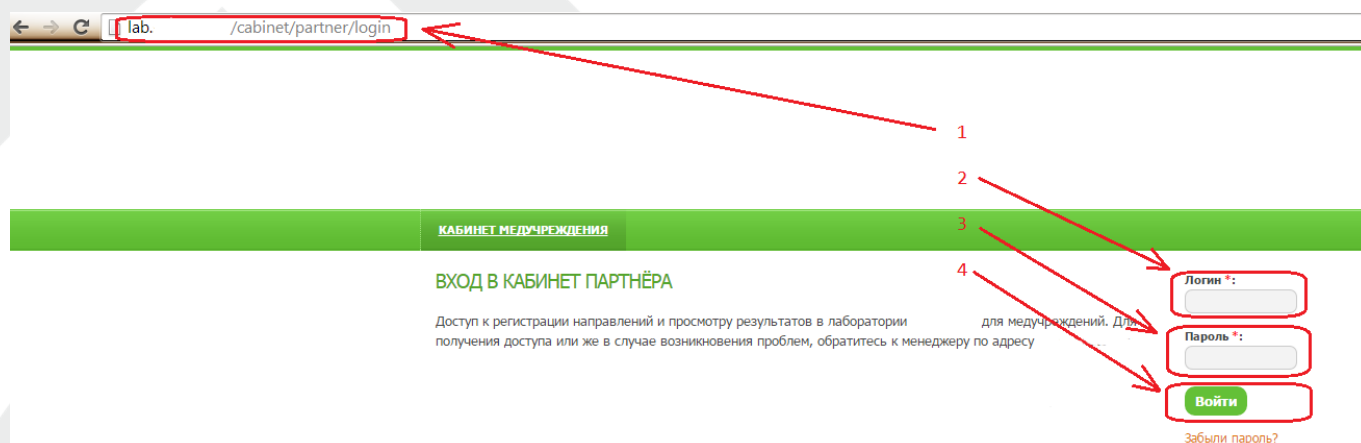 lab. /cabinet/partner/login
1
2
КАБИНЕТ МЕДУЧРЕЖДЕНИЯ
3
4
ВХОД В КАБИНЕТ ПАРТНЁРА
Доступ к регистрации направлений и просмотру результатов в лаборатории для медучреждений. Для
получения доступа или же в случае возникновения проблем, обратитесь к менеджеру по адресу
Логин *:
Пароль *:
Войти
Забыли пароль?